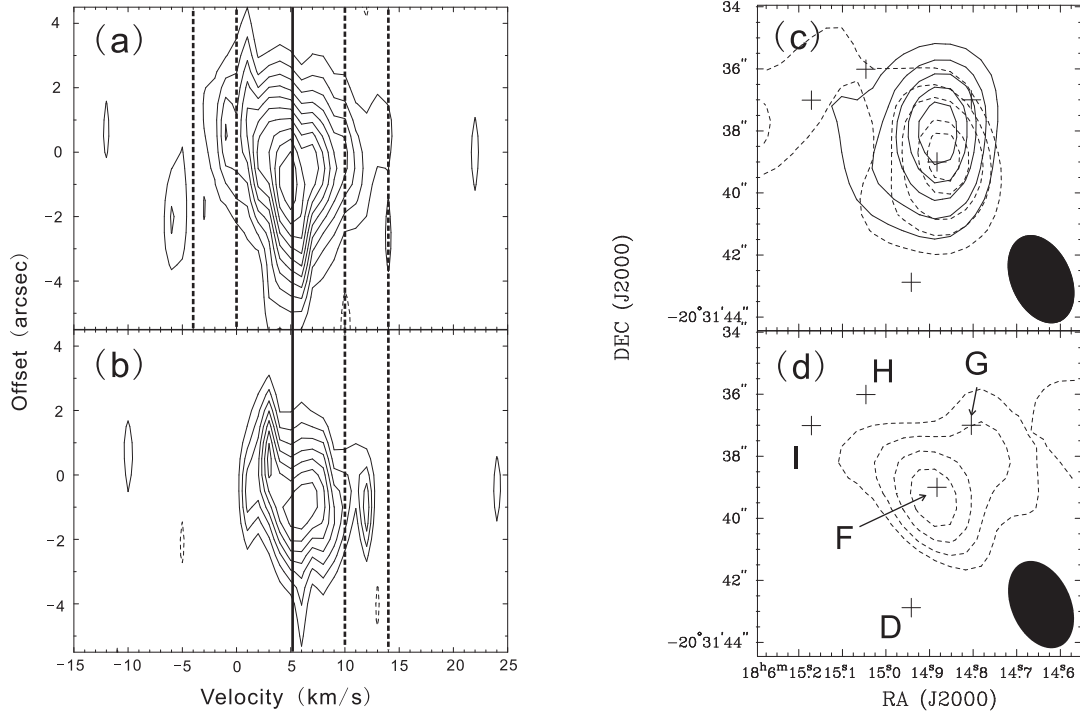 (a)
4
2
0
−2
−4
(b)
4
2
0
−2
−4
Offset (arcsec)
−15 −10 −5 0 5 10 15 20 25
Velocity (km/s)
(c)
34
36″
38″
40″
42″
−20°31′44″
DEC (J2000)
(d)
34″
36″
38″
40″
42″
−20°31′44″
H
G
I
F
D
18ʰ6ᵐ15ˢ.2 15ˢ.1 15ˢ.0 14ˢ.9 14ˢ.8 14ˢ.7 14ˢ.6
RA (J2000)